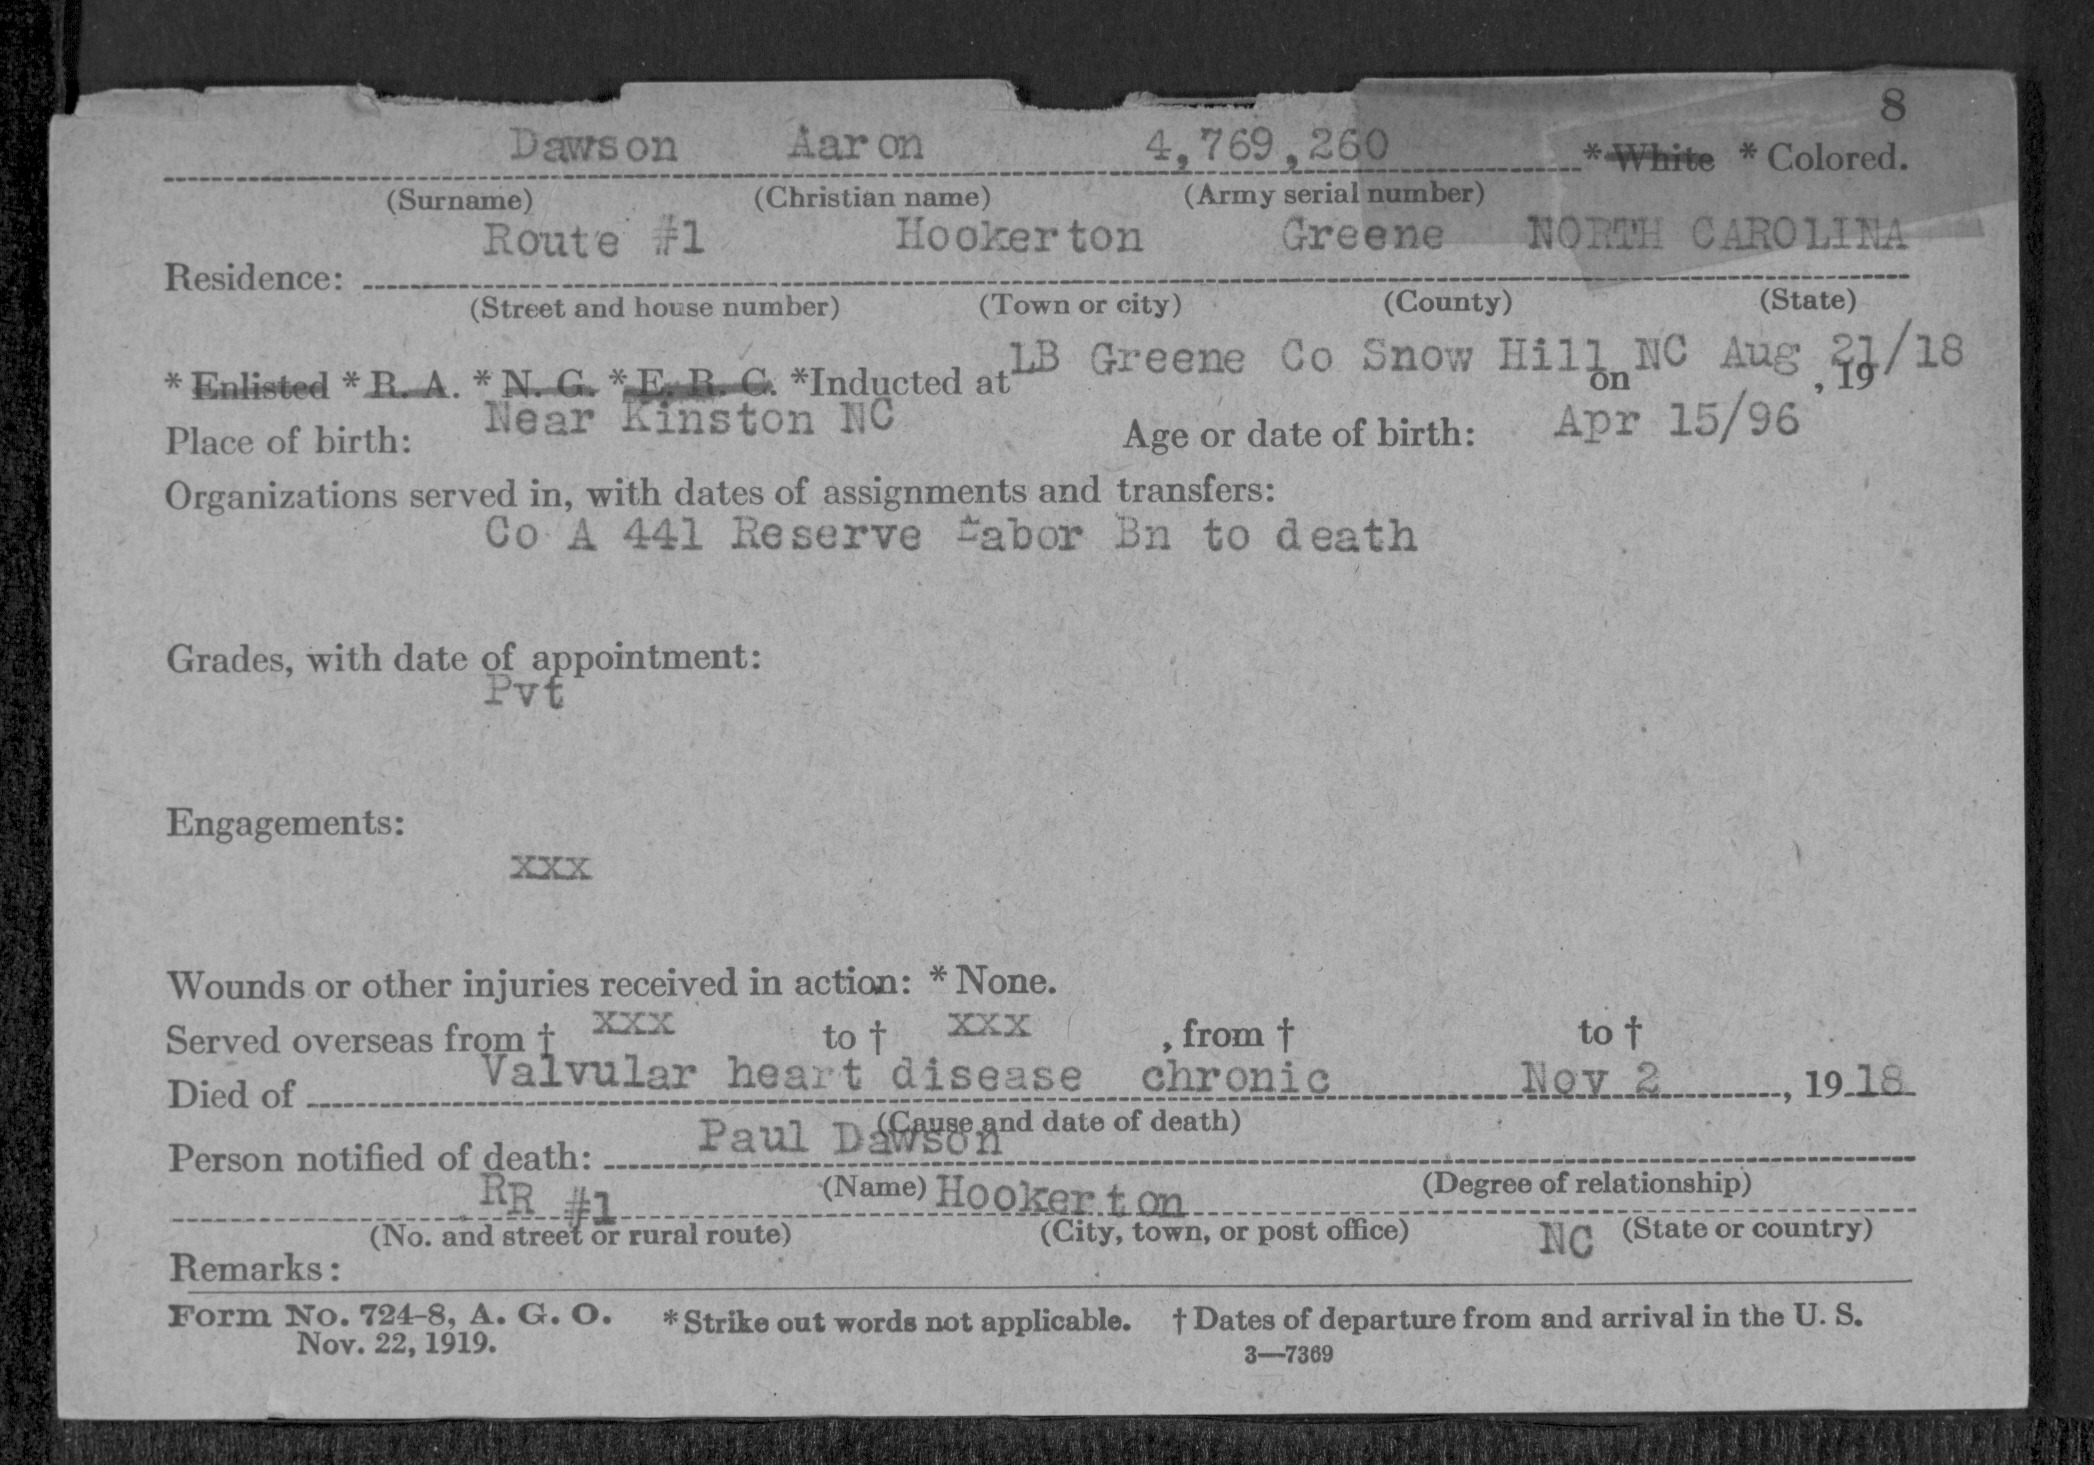 8
Dawson Aaron 4,769,260 * White * Colored.
(Surname) (Christian name) (Army serial number)
Route #1 Hookerton Greene NORTH CAROLINA
Residence:
(Street and house number) (Town or city) (County) (State)
* Enlisted * R. A. * N. G. * E. R. C. *Inducted at LB Greene Co Snow Hill NC on Aug 21/18 , 19
Place of birth: Near Kinston NC Age or date of birth: Apr 15/96
Organizations served in, with dates of assignments and transfers:
Co A 441 Reserve Labor Bn to death
Grades, with date of appointment:
Pvt
Engagements:
xxx
Wounds or other injuries received in action: * None.
Served overseas from † xxx to † xxx , from † to †
Died of Valvular heart disease chronic Nov 2 , 19 18
(Cause and date of death)
Person notified of death: Paul Dawson
(Name) (Degree of relationship)
RR #1 Hookerton NC
(No. and street or rural route) (City, town, or post office) (State or country)
Remarks:
Form No. 724-8, A. G. O. * Strike out words not applicable. † Dates of departure from and arrival in the U. S.
Nov. 22, 1919. 3—7369